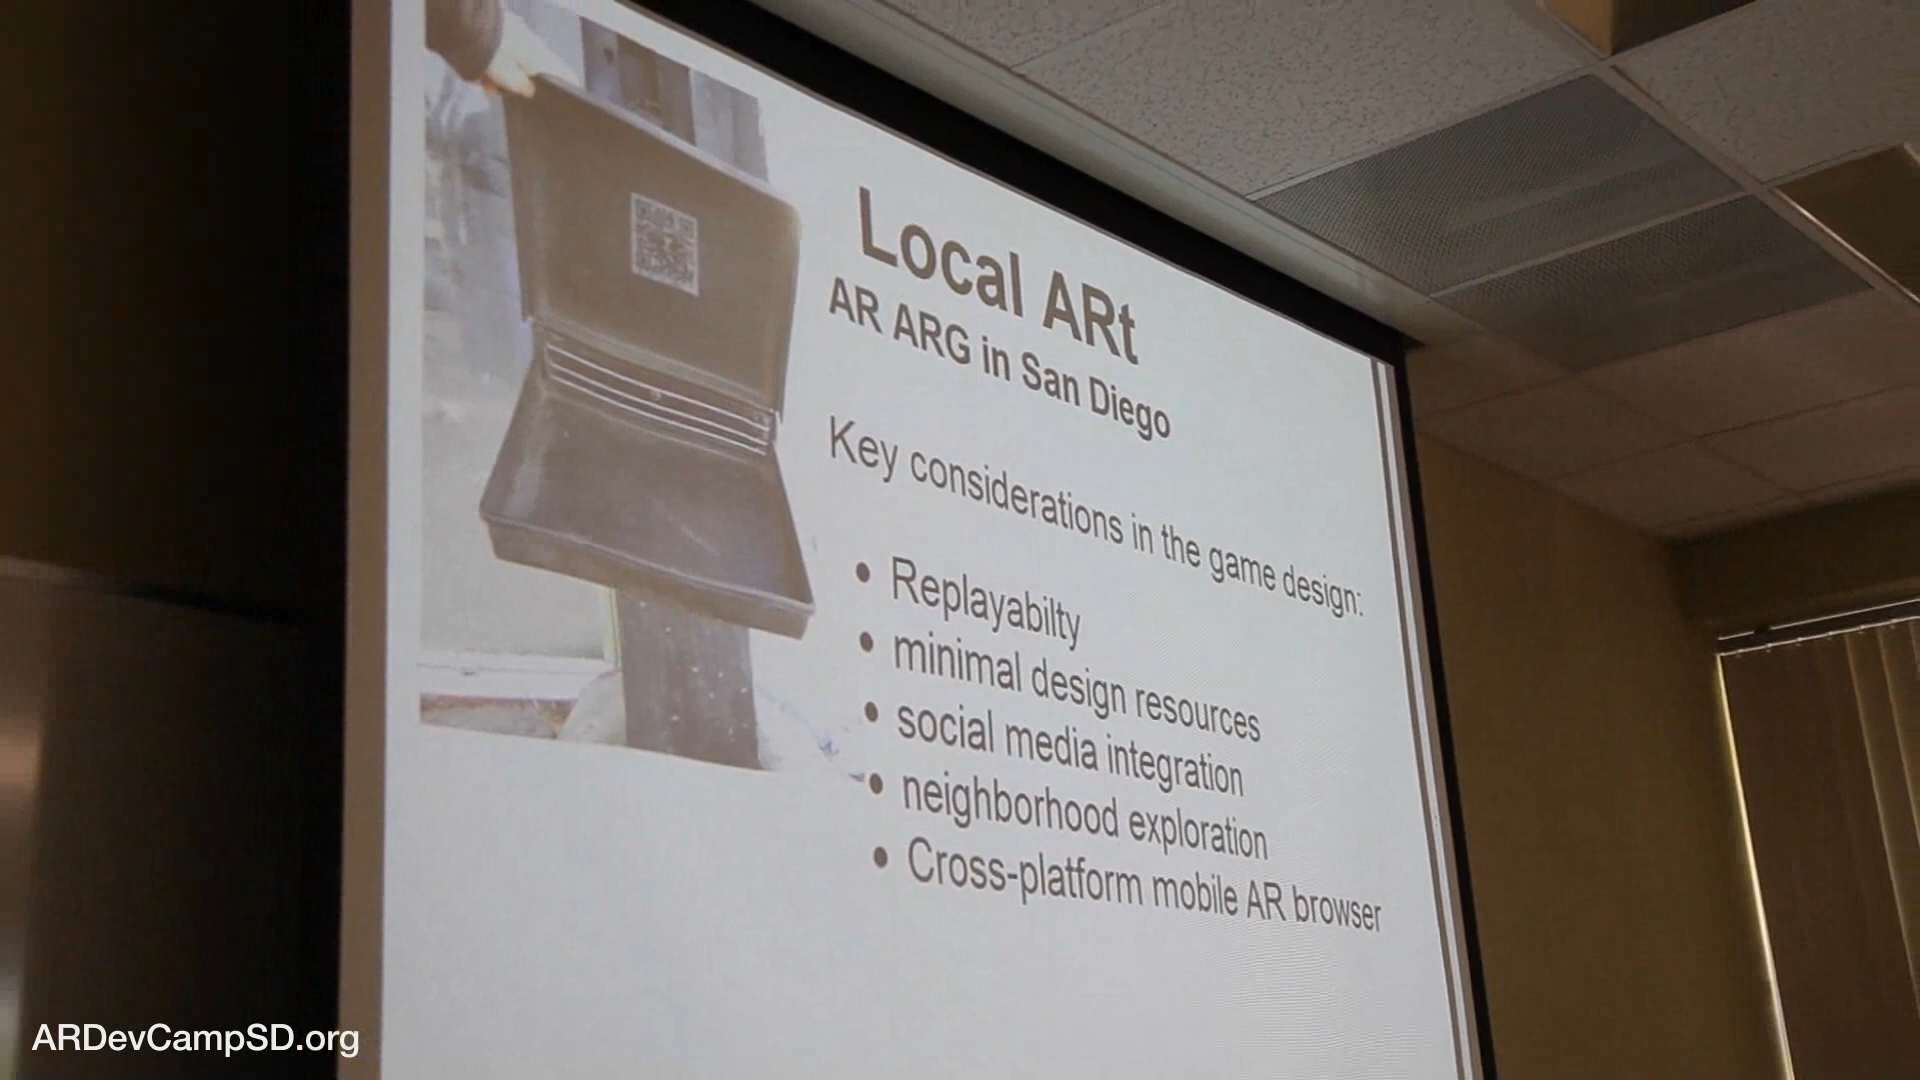 Local ARt
AR ARG in San Diego
Key considerations in the game design:
• Replayabilty
• minimal design resources
• social media integration
• neighborhood exploration
• Cross-platform mobile AR browser
ARDevCampSD.org